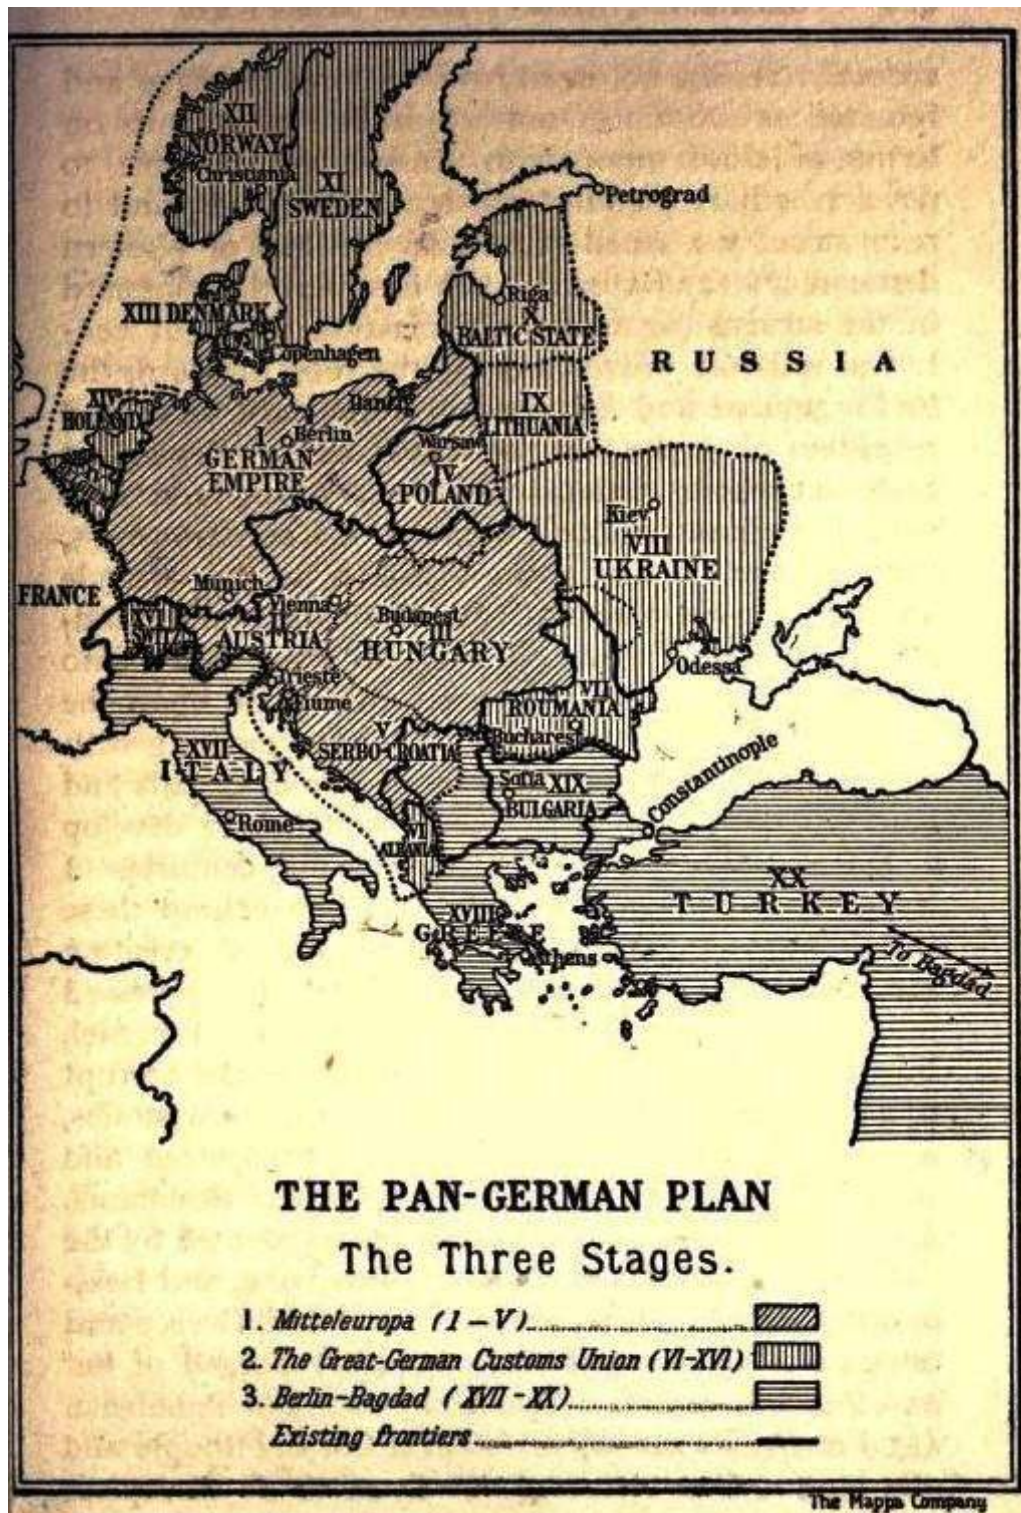 XII
NORWAY
Christiania
XI
SWEDEN
Petrograd
XIII DENMARK
Copenhagen
Riga
X
BALTIC STATE
RUSSIA
XIV
HOLLAND
Danzig
IX
LITHUANIA
I
Berlin
GERMAN
EMPIRE
Warsaw
IV
POLAND
Kiev
VIII
UKRAINE
FRANCE
Munich
Vienna
II
AUSTRIA
Budapest
III
HUNGARY
XVI
SWITZ
Trieste
Fiume
Odessa
VII
ROUMANIA
Bucharest
V
SERBO-CROATIA
XVII
ITALY
Rome
Sofia
XIX
BULGARIA
Constantinople
VI
ALBANIA
XX
TURKEY
XVIII
GREECE
Athens
To Bagdad
THE PAN-GERMAN PLAN
The Three Stages.
1. Mitteleuropa (I-V)
2. The Great-German Customs Union (VI-XVI)
3. Berlin-Bagdad (XVII-XX)
Existing frontiers
The Mappa Company